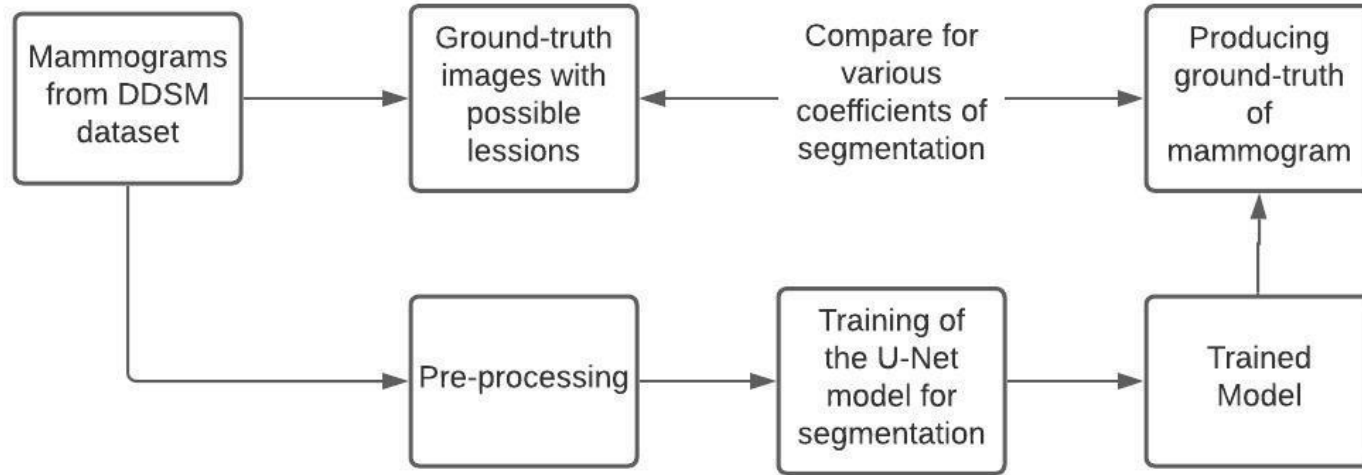 Mammograms
from DDSM
dataset
Ground-truth
images with
possible
lessions
Compare for
various
coefficients of
segmentation
Producing
ground-truth
of
mammogram
Pre-processing
Training of
the U-Net
model for
segmentation
Trained
Model